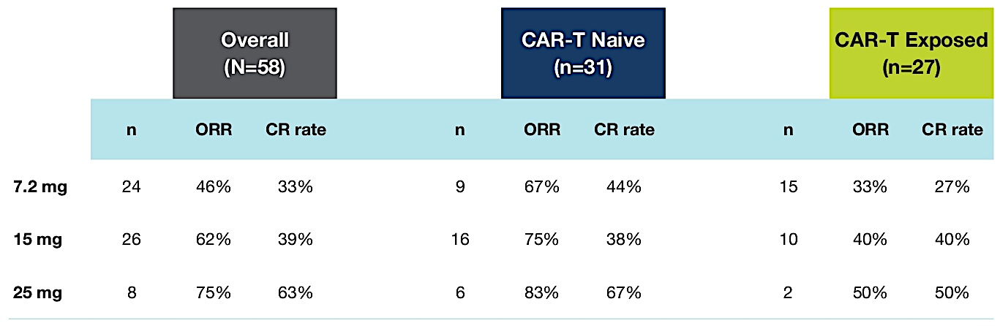 Overall
(N=58)
CAR-T Naive
(n=31)
CAR-T Exposed
(n=27)
n ORR CR rate n ORR CR rate n ORR CR rate
7.2 mg 24 46% 33% 9 67% 44% 15 33% 27%
15 mg 26 62% 39% 16 75% 38% 10 40% 40%
25 mg 8 75% 63% 6 83% 67% 2 50% 50%